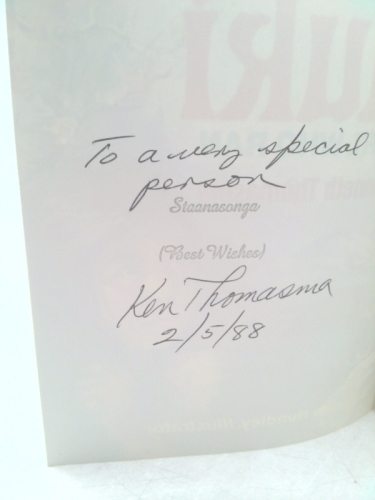 To a very special
person
Staanasonga
(Best Wishes)
Ken Thomasma
2/5/88